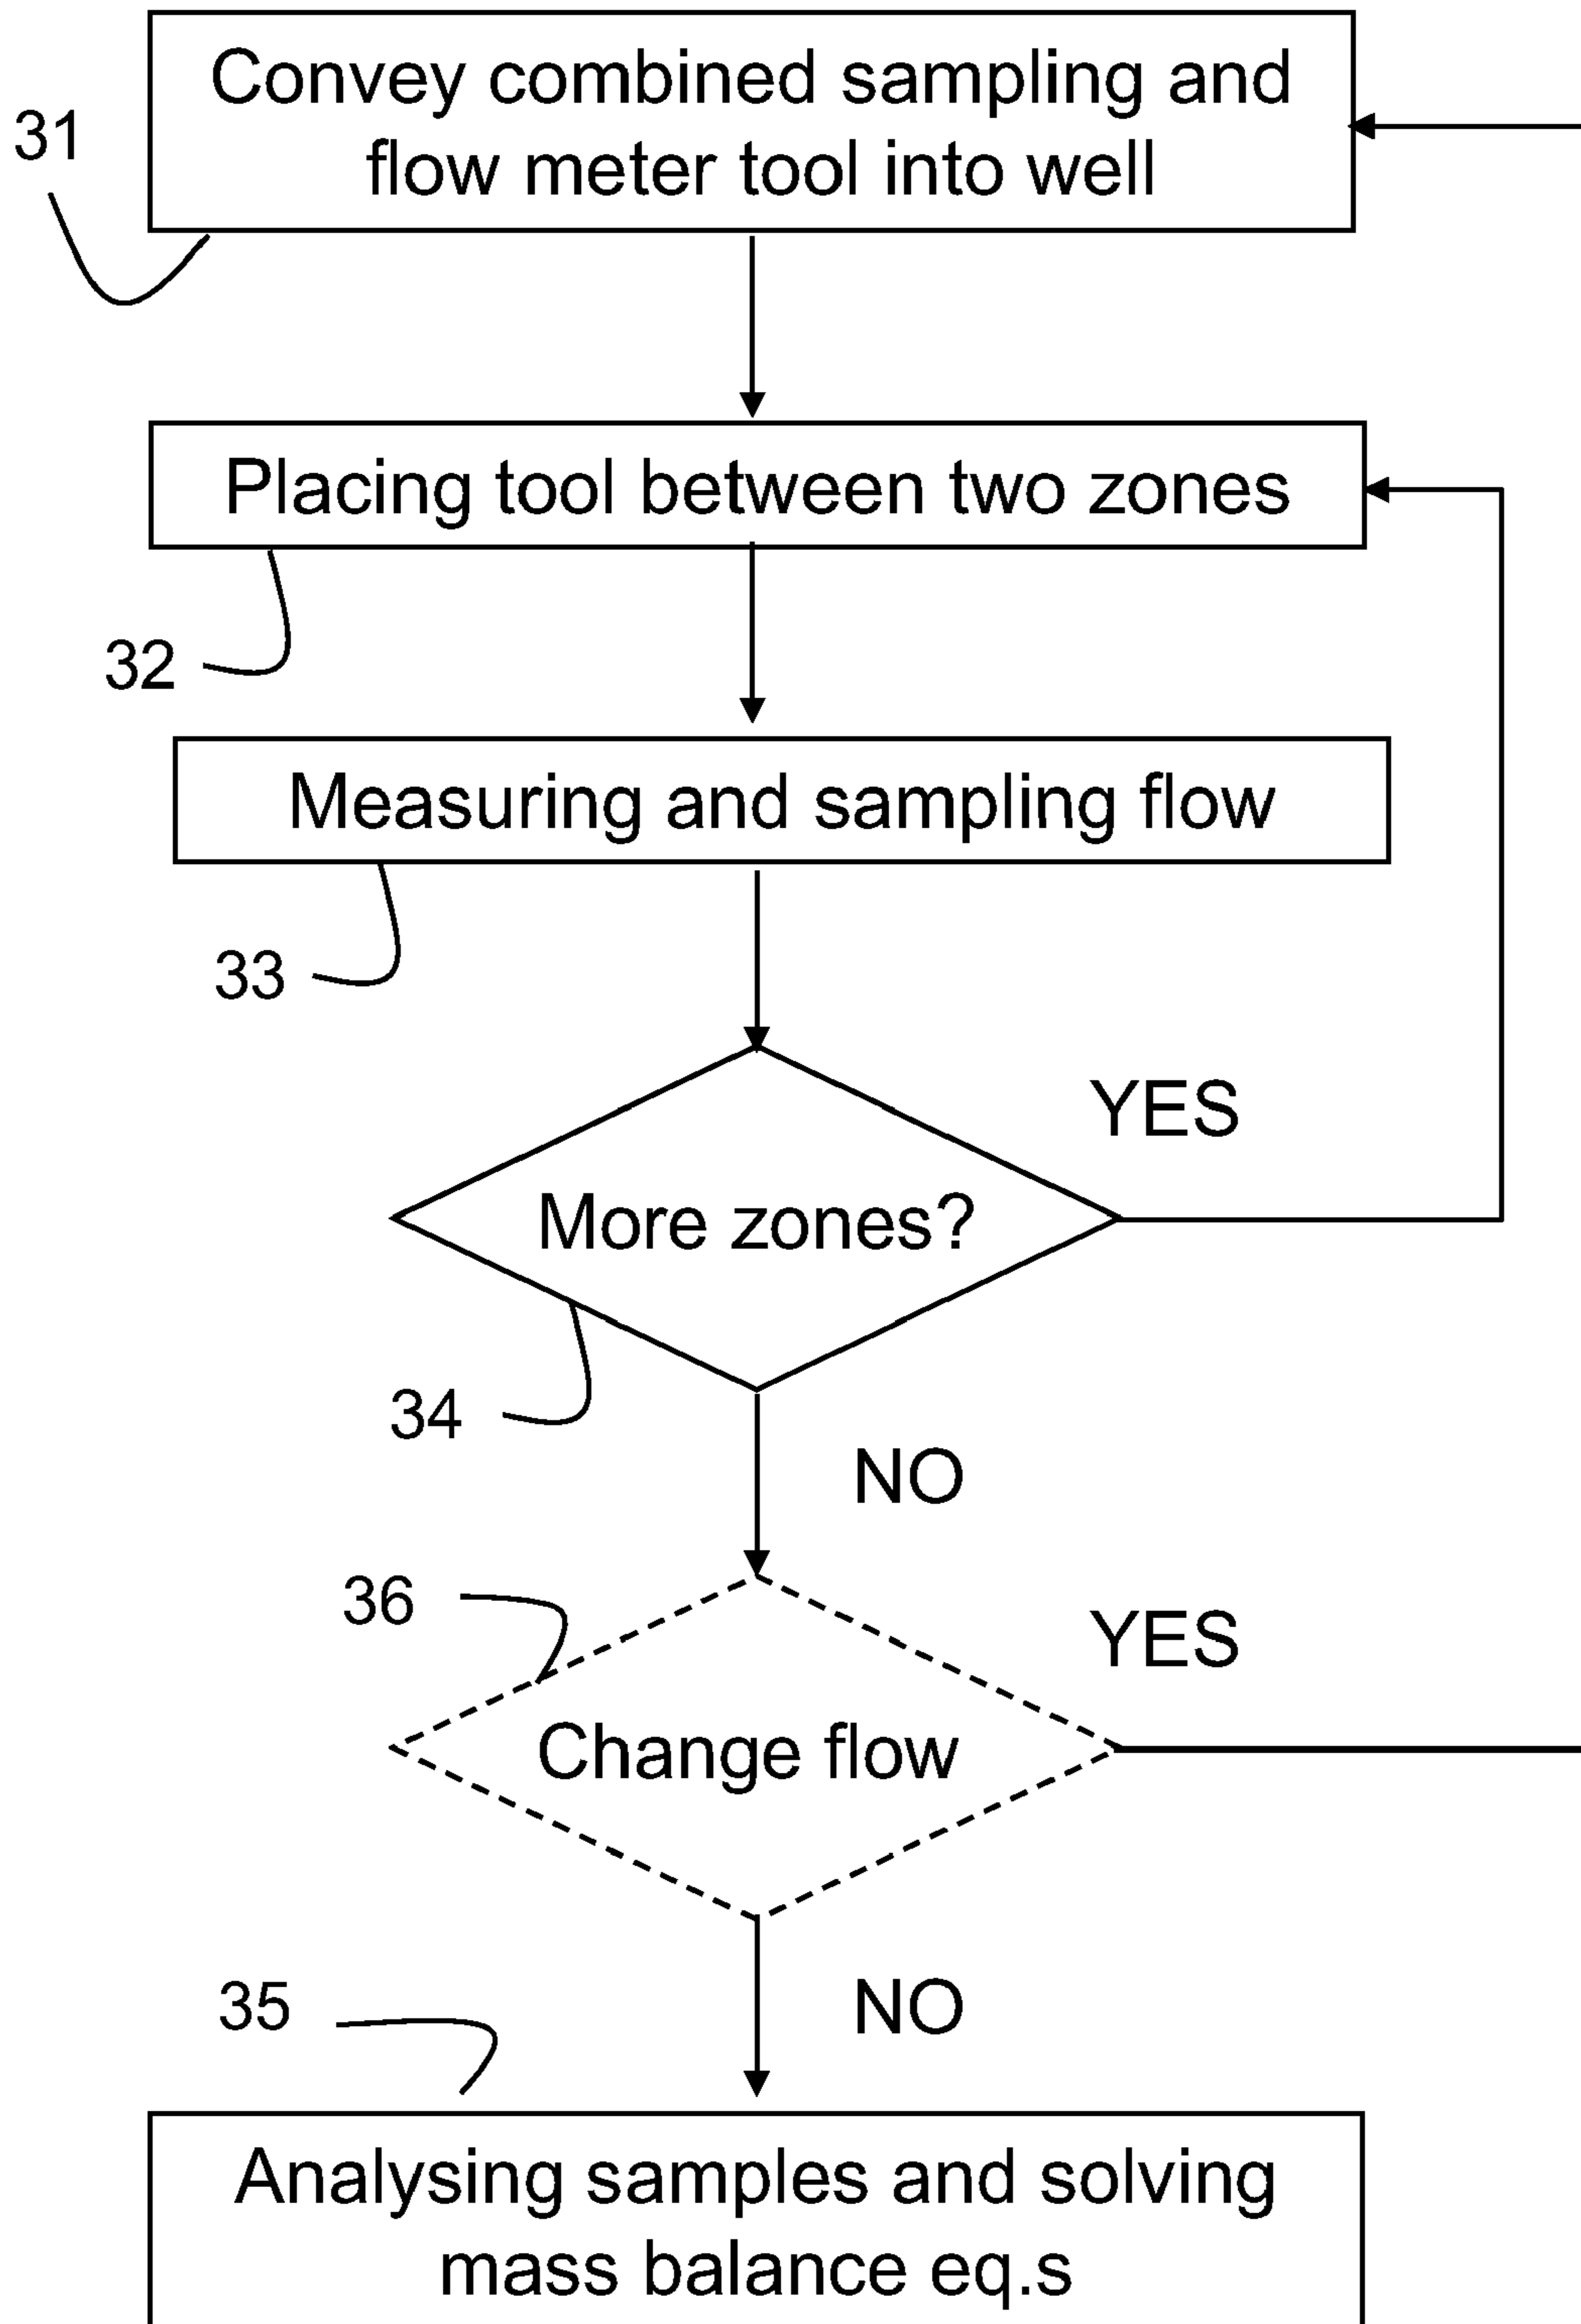 Convey combined sampling and
flow meter tool into well
31
Placing tool between two zones
32
Measuring and sampling flow
33
YES
More zones?
34
NO
36
YES
Change flow
35
NO
Analysing samples and solving
mass balance eq.s